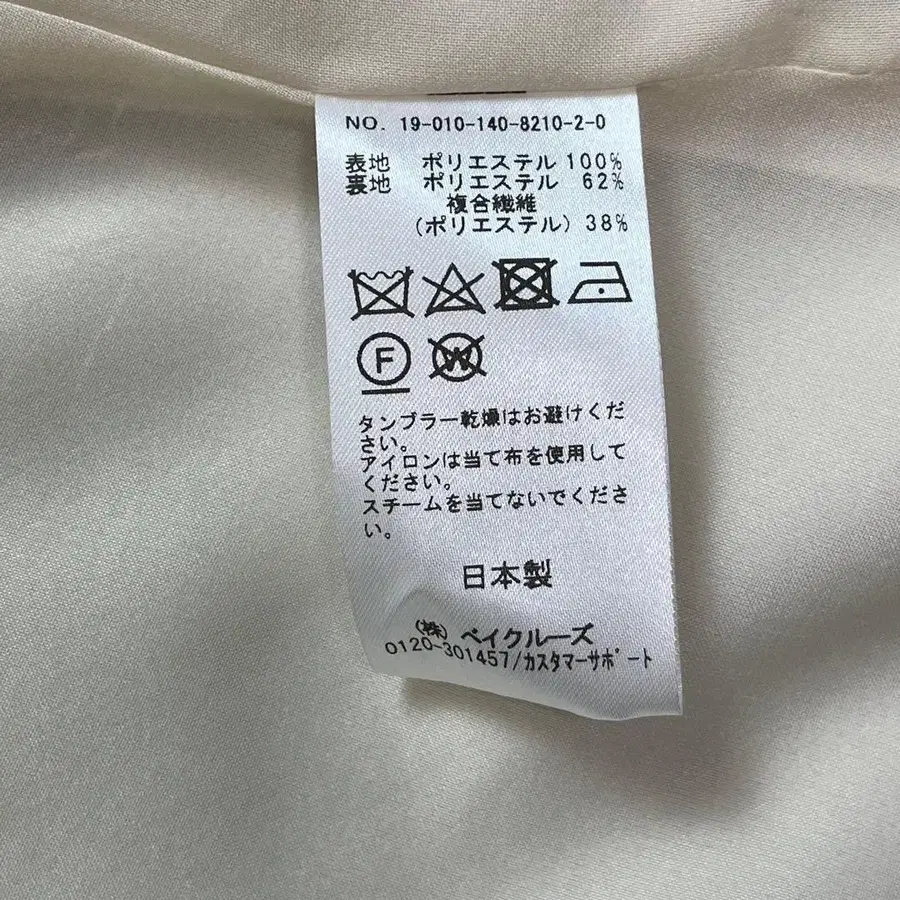 NO. 19-010-140-8210-2-0
表地 ポリエステル 100%
裏地 ポリエステル 62%
複合繊維
(ポリエステル) 38%
F W
タンブラー乾燥はお避けくだ
さい。
アイロンは当て布を使用して
ください。
スチームを当てないでくださ
い。
日本製
(株) ベイクルーズ
0120-301457/カスタマーサポート